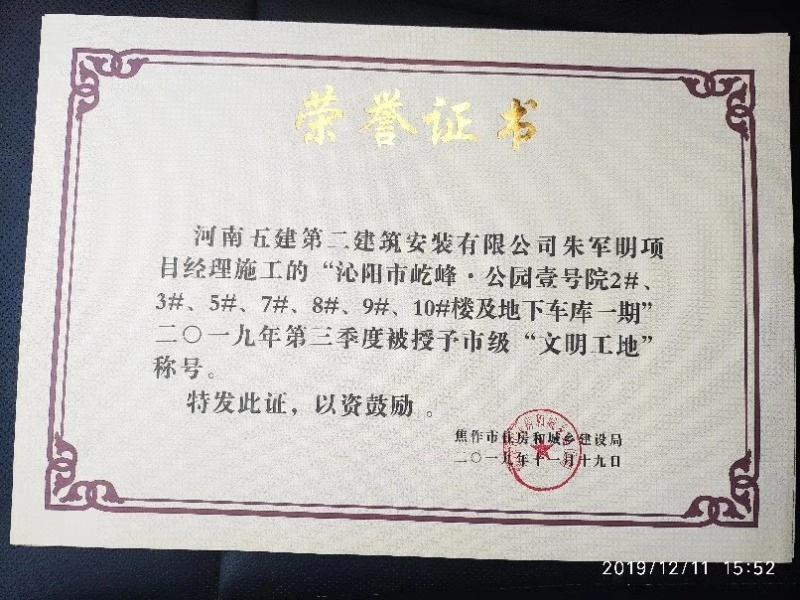 荣誉证书
河南五建第二建筑安装有限公司朱军明项
目经理施工的“沁阳市屹峰·公园壹号院2#、
3#、5#、7#、8#、9#、10#楼及地下车库一期”
二〇一九年第三季度被授予市级“文明工地”
称号。
特发此证，以资鼓励。
焦作市住房和城乡建设局
二〇一九年十一月十九日
2019/12/11 15:52